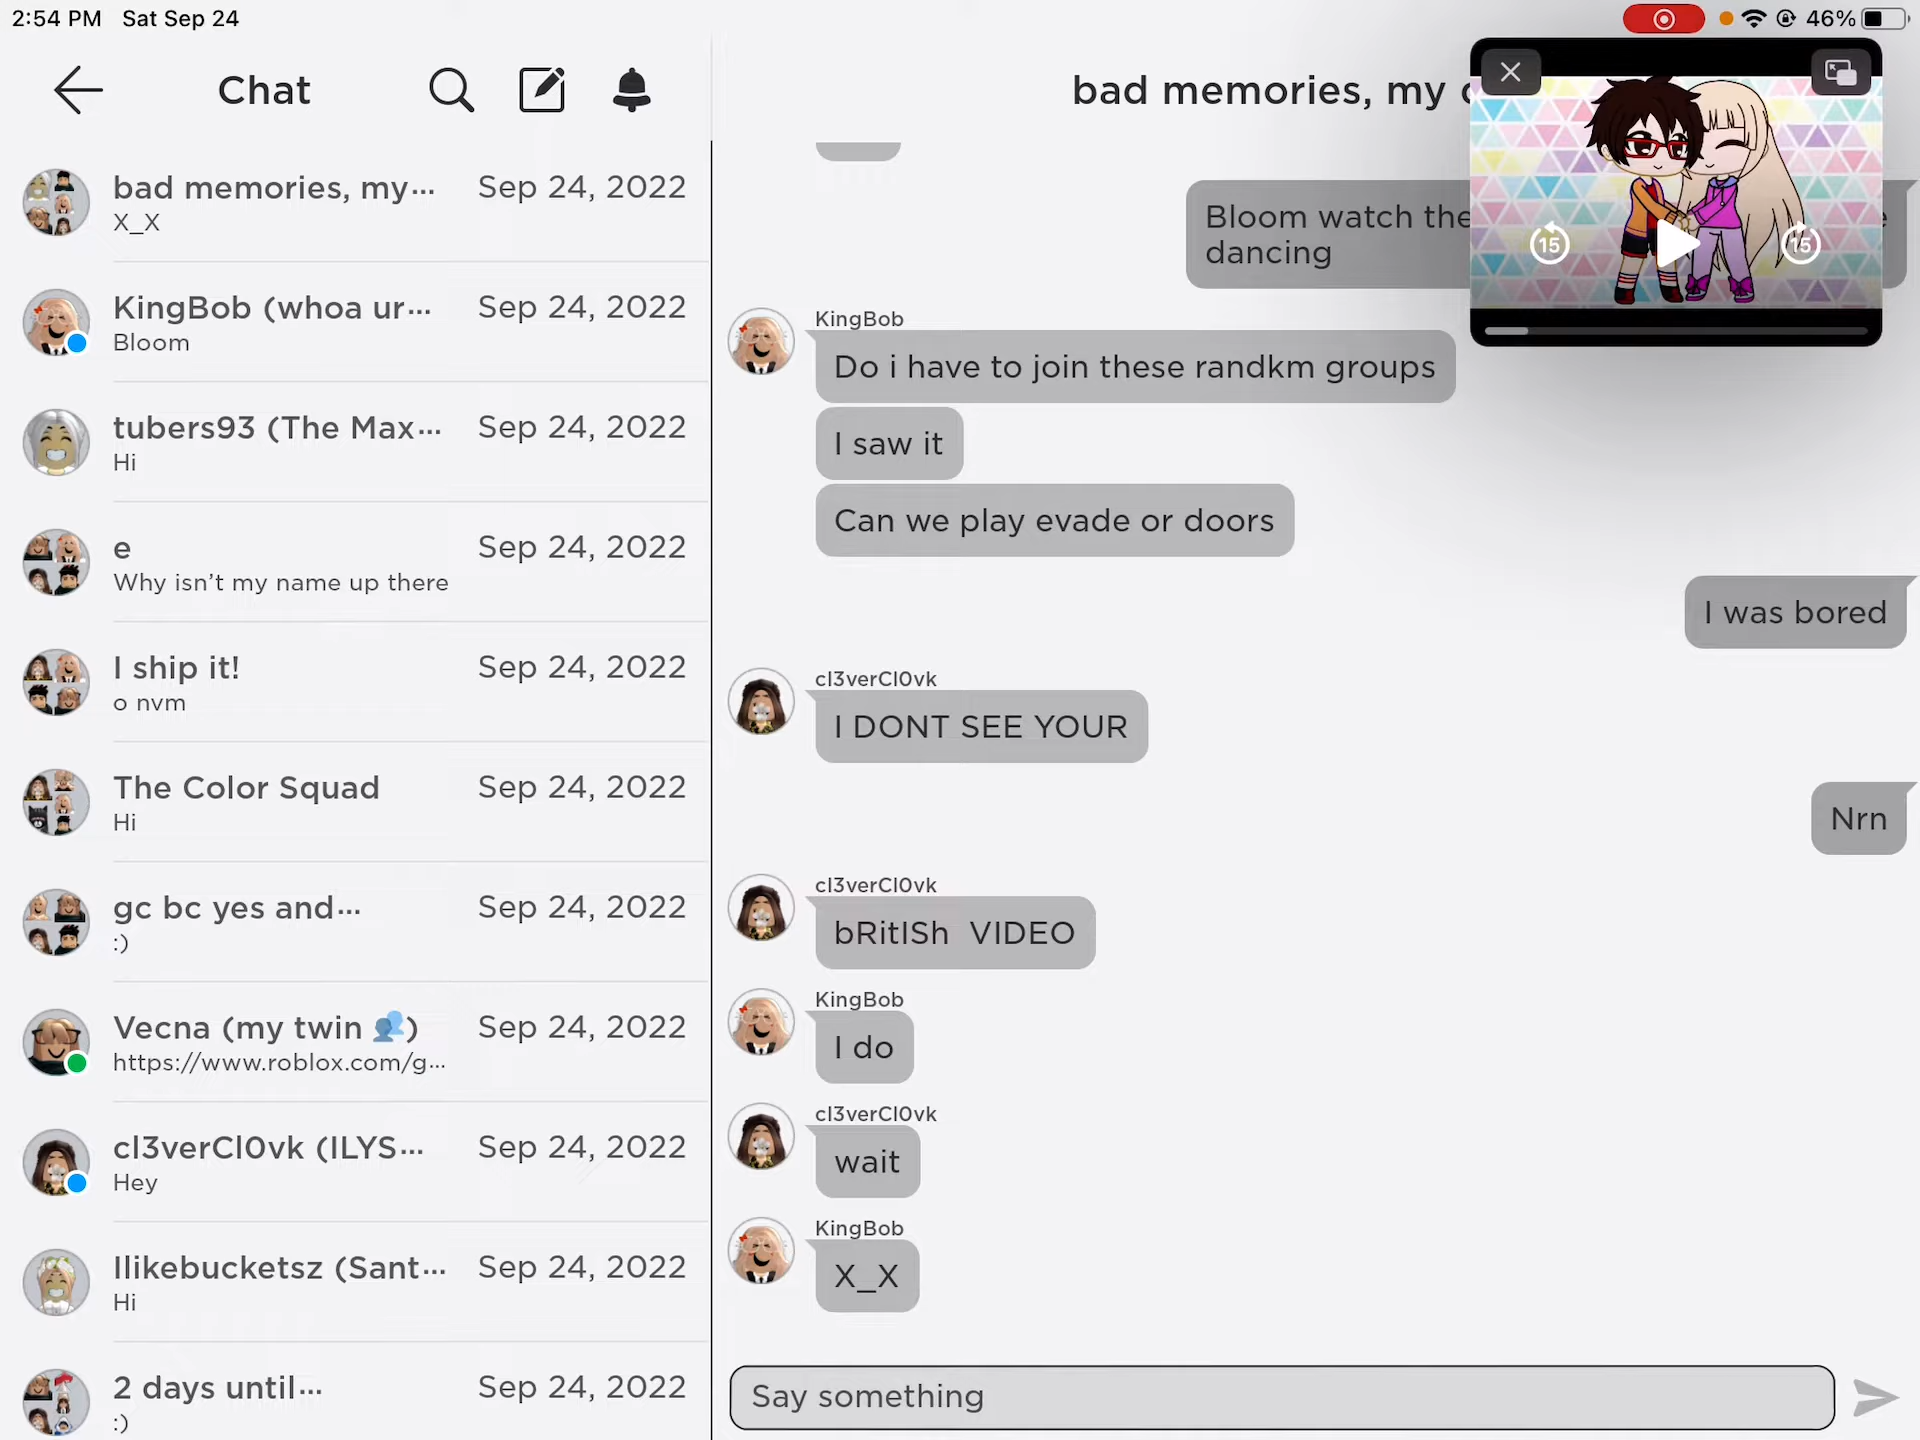 2:54 PM Sat Sep 24
46%
Chat
bad memories, my...
Sep 24, 2022
X_X
KingBob (whoa ur...
Sep 24, 2022
Bloom
tubers93 (The Max...
Sep 24, 2022
Hi
e
Sep 24, 2022
Why isn't my name up there
I ship it!
Sep 24, 2022
o nvm
The Color Squad
Sep 24, 2022
Hi
gc bc yes and...
Sep 24, 2022
:)
Vecna (my twin 👥)
Sep 24, 2022
https://www.roblox.com/g...
cl3verCl0vk (ILYS...
Sep 24, 2022
Hey
Ilikebucketsz (Sant...
Sep 24, 2022
Hi
2 days until...
Sep 24, 2022
:)
bad memories, my
15
15
Bloom watch the
dancing
KingBob
Do i have to join these randkm groups
I saw it
Can we play evade or doors
I was bored
cl3verCl0vk
I DONT SEE YOUR
Nrn
cl3verCl0vk
bRitISh VIDEO
KingBob
I do
cl3verCl0vk
wait
KingBob
X_X
Say something